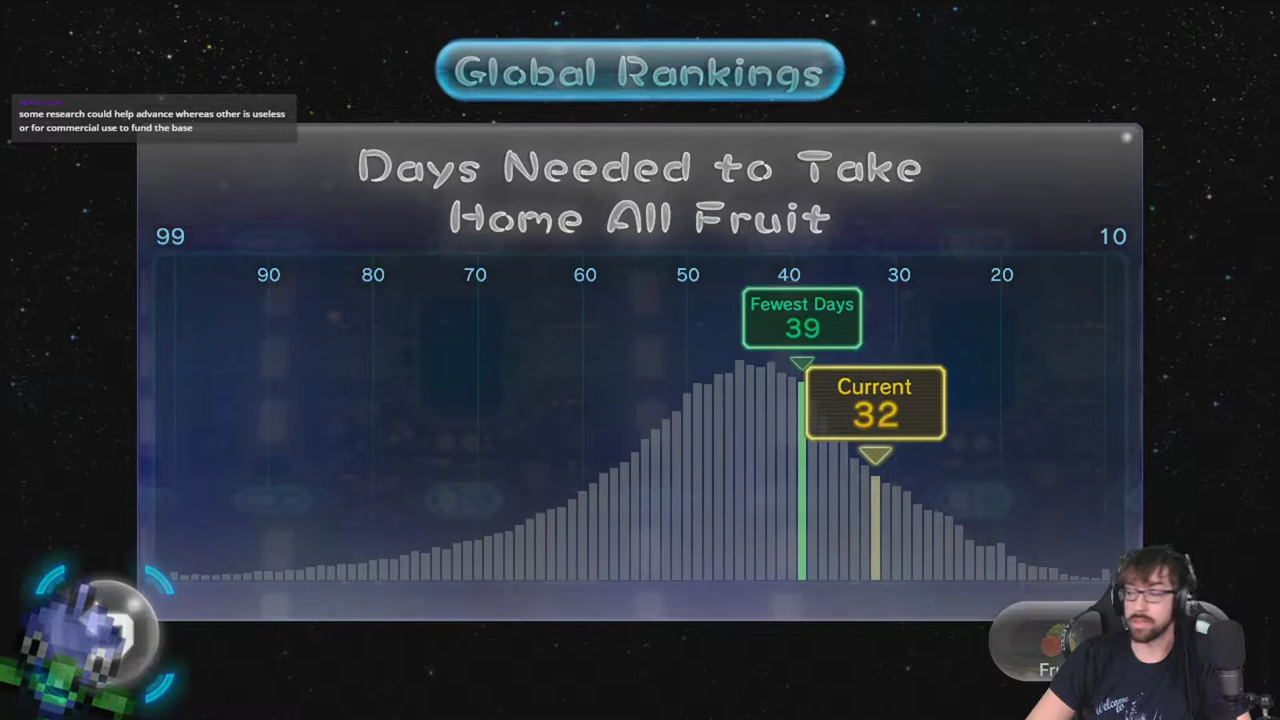 Global Rankings
some research could help advance whereas other is useless
or for commercial use to fund the base
Days Needed to Take
Home All Fruit
99
10
90 80 70 60 50 40 30 20
Fewest Days
39
Current
32
Welcome
to